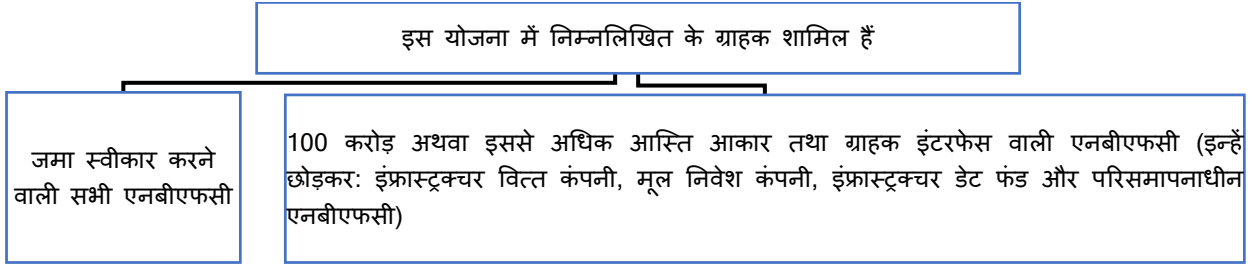 इस योजना में निम्नलिखित के ग्राहक शामिल हैं
जमा स्वीकार करने
वाली सभी एनबीएफसी
100 करोड़ अथवा इससे अधिक आस्ति आकार तथा ग्राहक इंटरफेस वाली एनबीएफसी (इन्हें
छोड़कर: इंफ्रास्ट्रक्चर वित्त कंपनी, मूल निवेश कंपनी, इंफ्रास्ट्रक्चर डेट फंड और परिसमापनाधीन
एनबीएफसी)